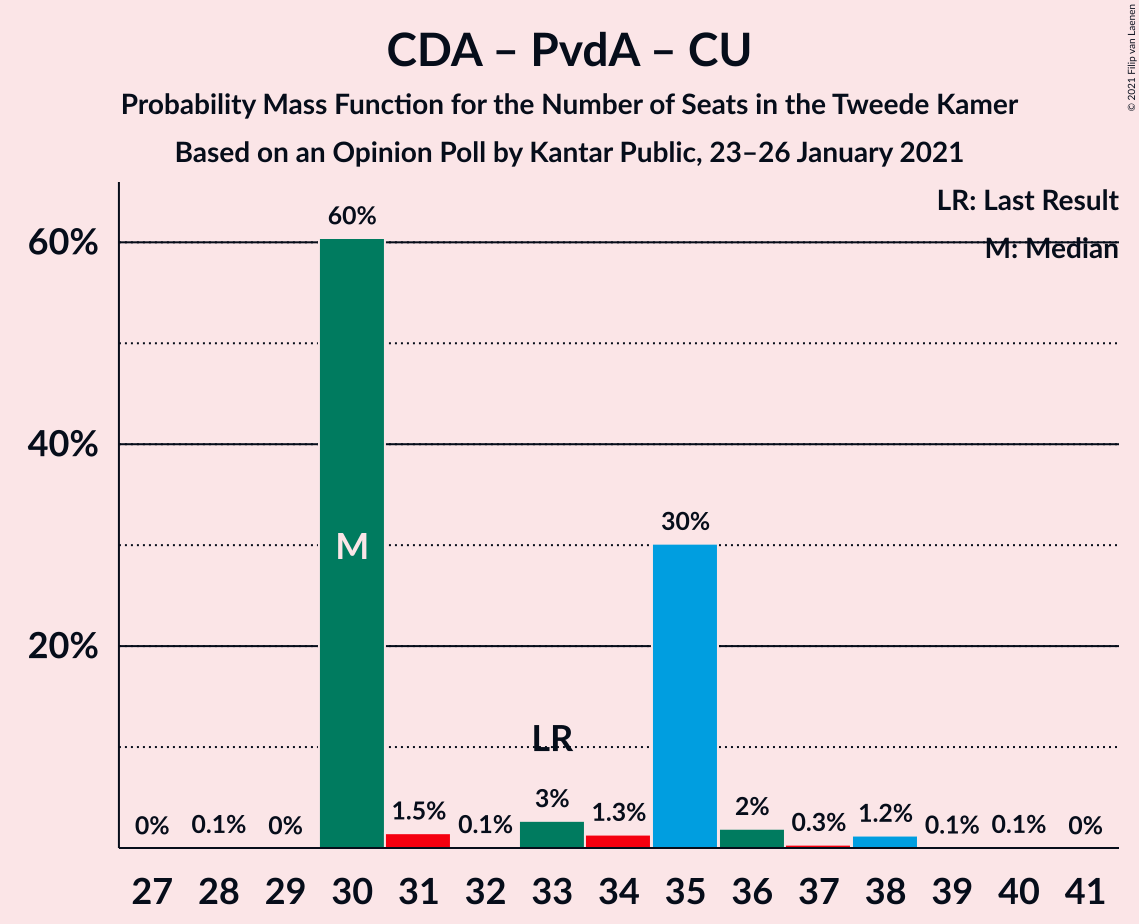 CDA – PvdA – CU
Probability Mass Function for the Number of Seats in the Tweede Kamer
Based on an Opinion Poll by Kantar Public, 23–26 January 2021
© 2021 Filip van Laenen
LR: Last Result
M: Median
60%
40%
20%
0%
0.1%
0%
60%
M
1.5%
0.1%
LR
3%
1.3%
30%
2%
0.3%
1.2%
0.1%
0.1%
0%
27 28 29 30 31 32 33 34 35 36 37 38 39 40 41